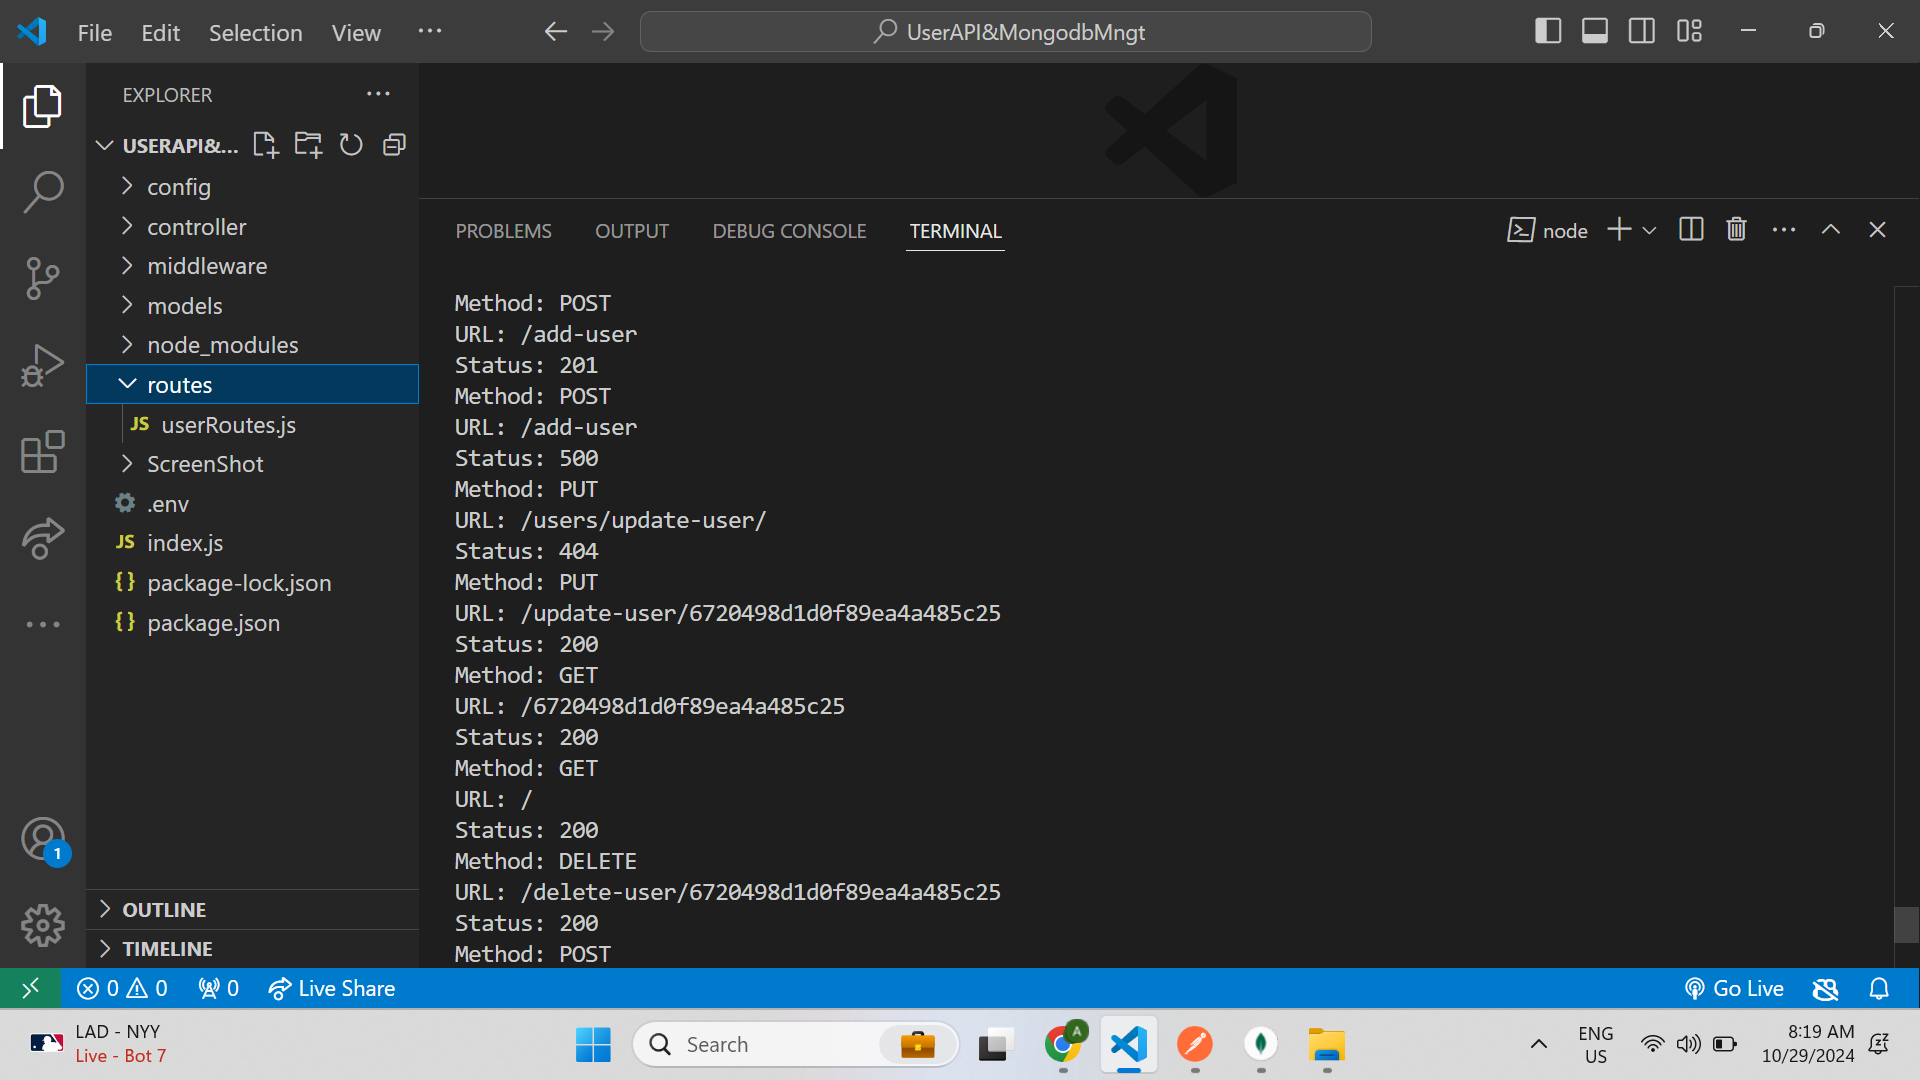 File Edit Selection View ··· UserAPI&MongodbMngt
EXPLORER
USERAPI&...
config
controller
middleware
models
node_modules
routes
JS userRoutes.js
ScreenShot
.env
JS index.js
{} package-lock.json
{} package.json
OUTLINE
TIMELINE
1
PROBLEMS OUTPUT DEBUG CONSOLE TERMINAL node
Method: POST
URL: /add-user
Status: 201
Method: POST
URL: /add-user
Status: 500
Method: PUT
URL: /users/update-user/
Status: 404
Method: PUT
URL: /update-user/6720498d1d0f89ea4a485c25
Status: 200
Method: GET
URL: /6720498d1d0f89ea4a485c25
Status: 200
Method: GET
URL: /
Status: 200
Method: DELETE
URL: /delete-user/6720498d1d0f89ea4a485c25
Status: 200
Method: POST
0 0 0 Live Share Go Live
LAD - NYY
Live - Bot 7
Search
A
ENG
US
8:19 AM
10/29/2024